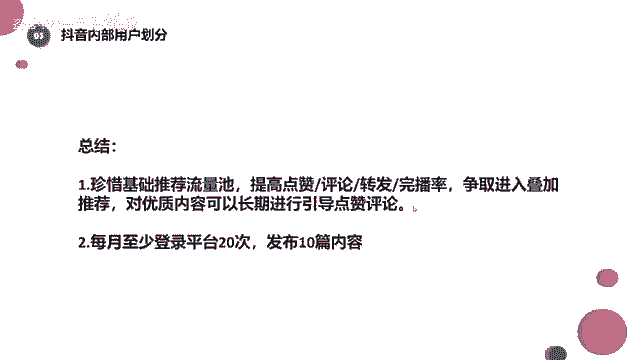 03 抖音内部用户划分
总结：
1.珍惜基础推荐流量池，提高点赞/评论/转发/完播率，争取进入叠加
推荐，对优质内容可以长期进行引导点赞评论。
2.每月至少登录平台20次，发布10篇内容